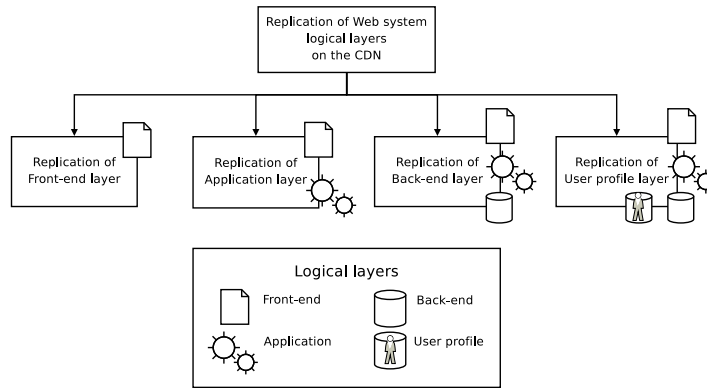 Replication of Web system
logical layers
on the CDN
Replication of
Front-end layer
Replication of
Application layer
Replication of
Back-end layer
Replication of
User profile layer
Logical layers
Front-end
Back-end
Application
User profile